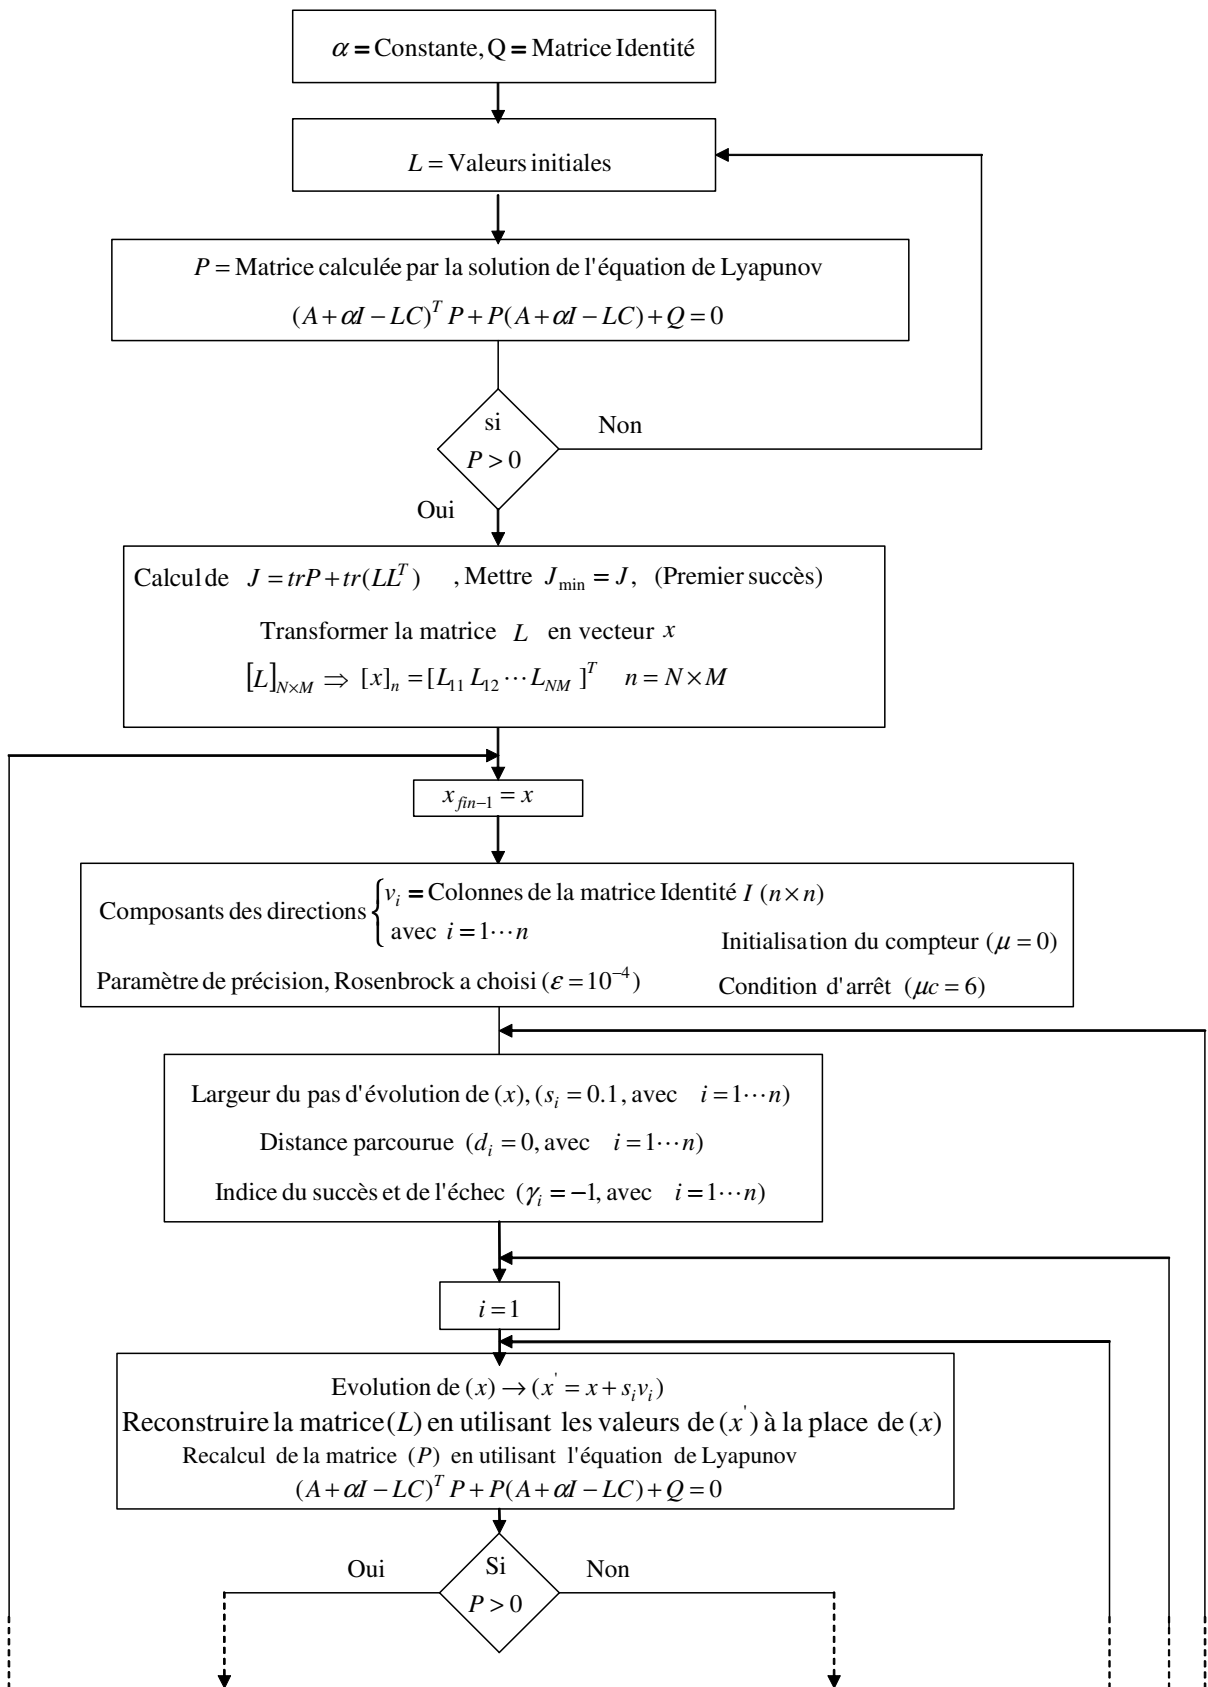 α = Constante, Q = Matrice Identité
L = Valeurs initiales
P = Matrice calculée par la solution de l'équation de Lyapunov
(A + αI − LC)^T P + P(A + αI − LC) + Q = 0
si
P > 0
Non
Oui
Calcul de J = trP + tr(LL^T) , Mettre J_min = J, (Premier succès)
Transformer la matrice L en vecteur x
[L]_{N×M} ⇒ [x]_n = [L_11 L_12 ⋯ L_NM ]^T n = N × M
x_{fin−1} = x
Composants des directions { v_i = Colonnes de la matrice Identité I (n × n)
avec i = 1⋯n
Initialisation du compteur (μ = 0)
Paramètre de précision, Rosenbrock a choisi (ε = 10^{−4})
Condition d'arrêt (μc = 6)
Largeur du pas d'évolution de (x), (s_i = 0.1, avec i = 1⋯n)
Distance parcourue (d_i = 0, avec i = 1⋯n)
Indice du succès et de l'échec (γ_i = −1, avec i = 1⋯n)
i = 1
Evolution de (x) → (x' = x + s_i v_i)
Reconstruire la matrice (L) en utilisant les valeurs de (x') à la place de (x)
Recalcul de la matrice (P) en utilisant l'équation de Lyapunov
(A + αI − LC)^T P + P(A + αI − LC) + Q = 0
Oui
Si
P > 0
Non